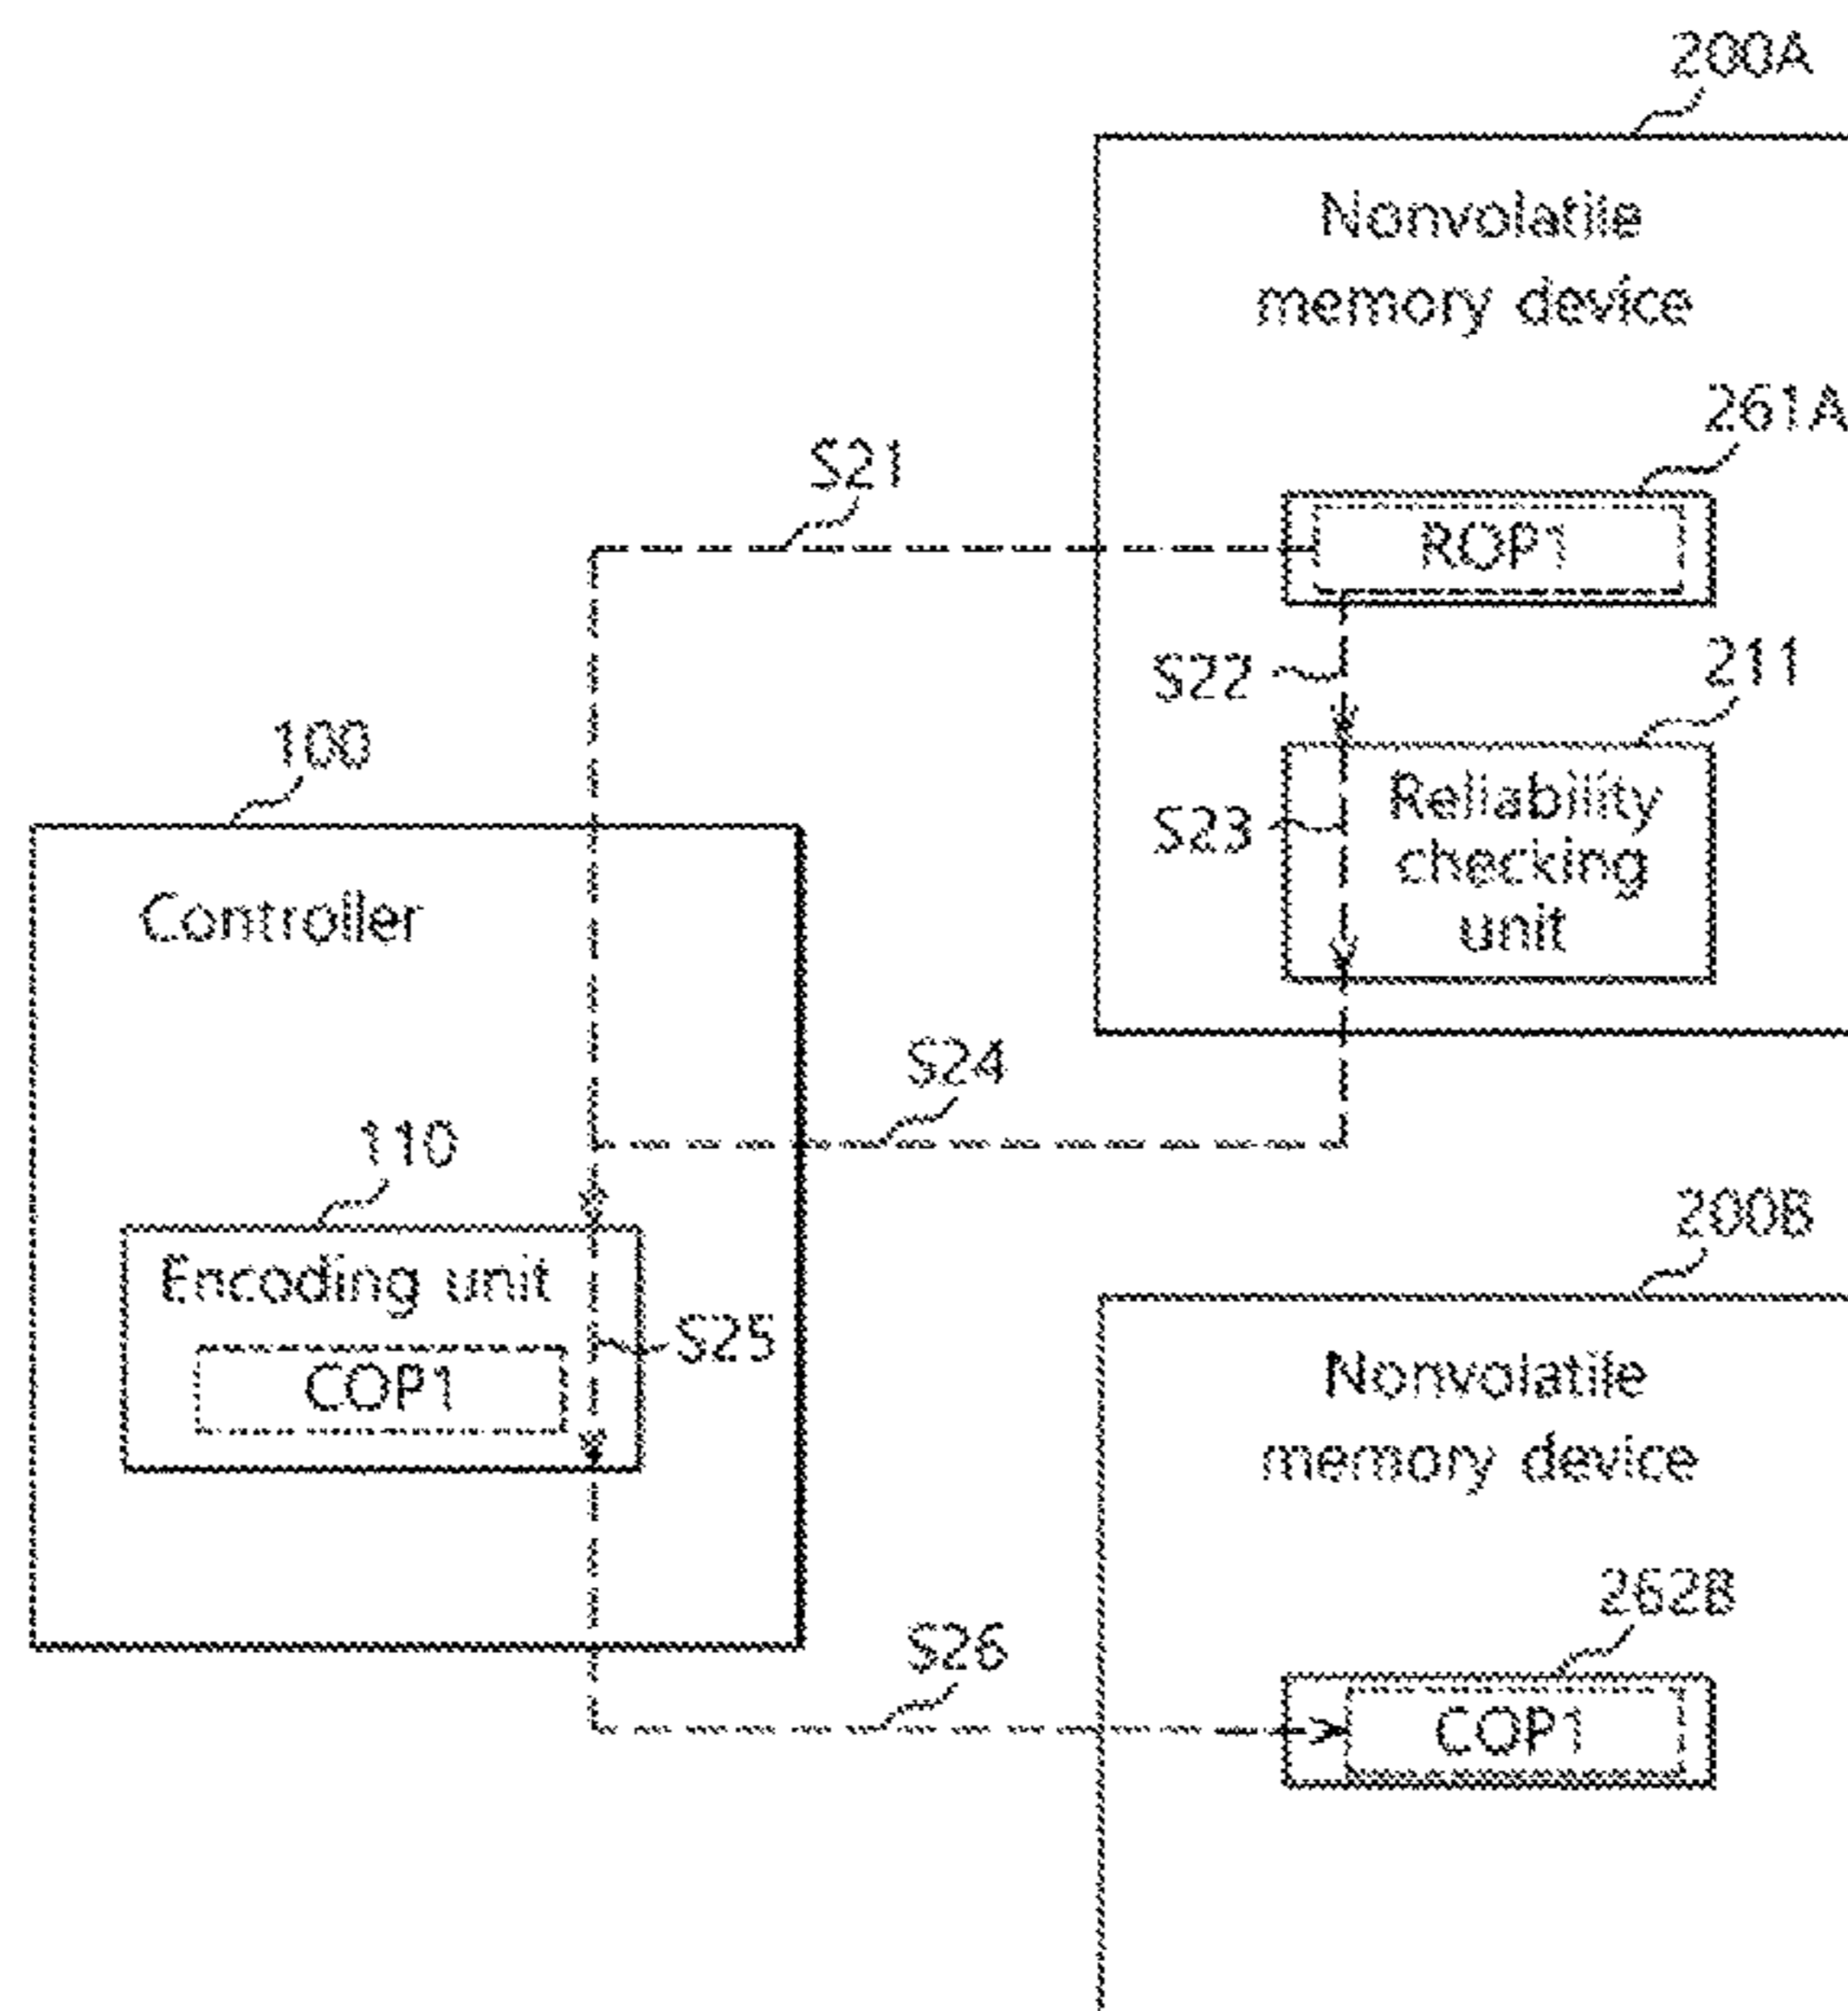 200A
Nonvolatile
memory device
261A
S21
ROP1
S22
211
100
Reliability
S23
checking
Controller
unit
S24
110
200B
Encoding unit
S25
Nonvolatile
COP1
memory device
262B
S26
COP1